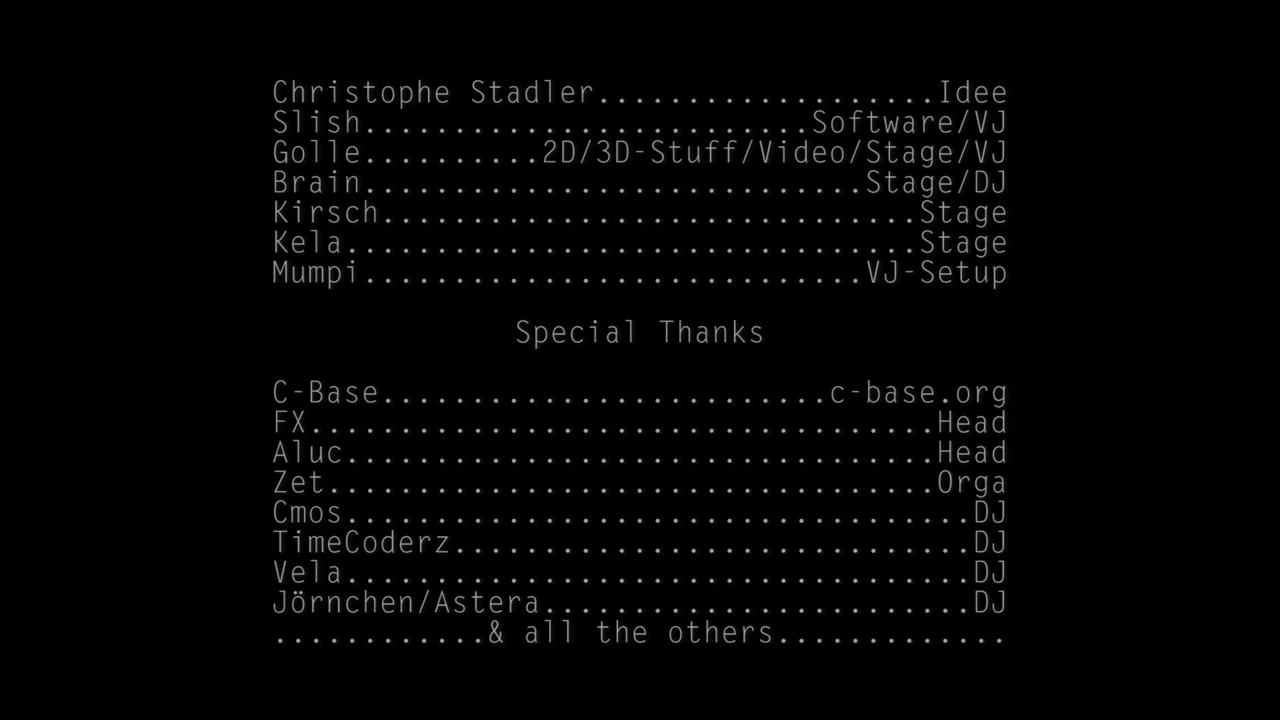 Christophe Stadler...................Idee
Slish.........................Software/VJ
Golle..........2D/3D-Stuff/Video/Stage/VJ
Brain............................Stage/DJ
Kirsch..............................Stage
Kela................................Stage
Mumpi............................VJ-Setup
Special Thanks
C-Base.........................c-base.org
FX...................................Head
Aluc.................................Head
Zet..................................Orga
Cmos...................................DJ
TimeCoderz.............................DJ
Vela...................................DJ
Jörnchen/Astera........................DJ
............& all the others.............